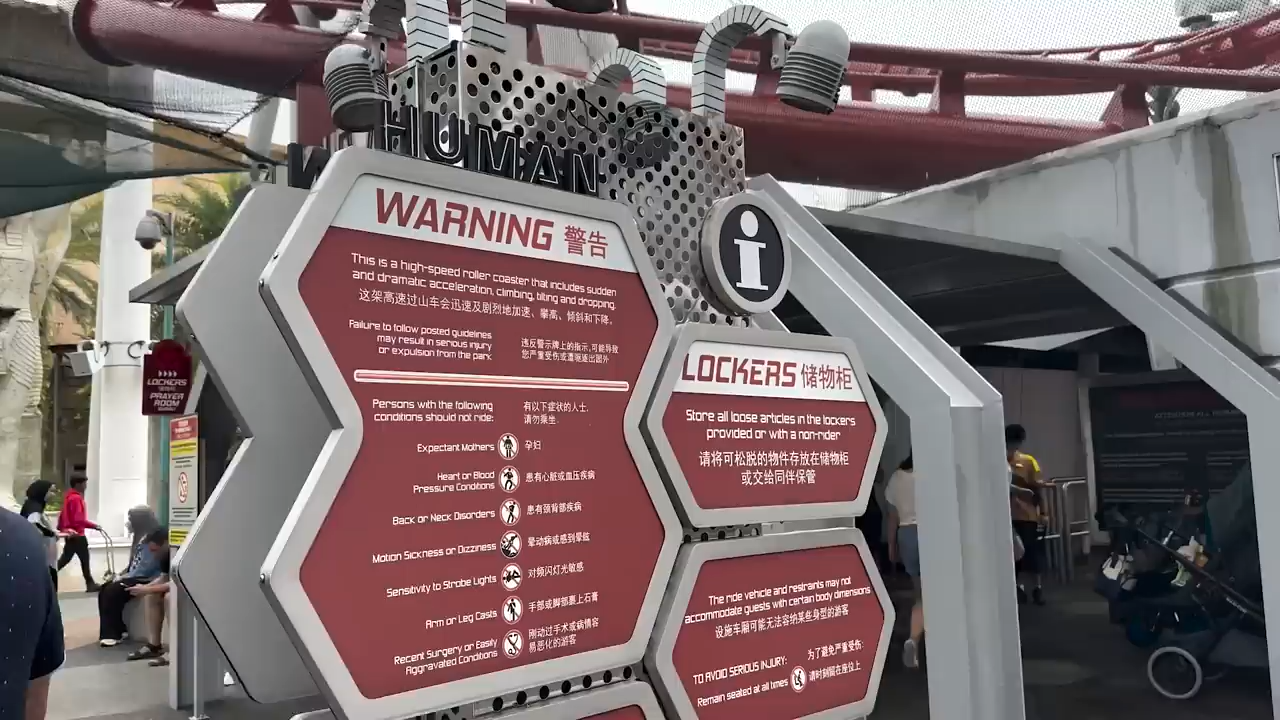 HUMAN
WARNING 警告
This is a high-speed roller coaster that includes sudden
and dramatic acceleration, climbing, tilting and dropping.
这架高速过山车会迅速及剧烈地加速、攀高、倾斜和下降。
Failure to follow posted guidelines
may result in serious injury
or expulsion from the park.
违反警示牌上的指示,可能导致
您严重受伤或遭驱逐出园外
Persons with the following
conditions should not ride:
有以下症状的人士.
请勿乘坐.
Expectant Mothers 孕妇
Heart or Blood
Pressure Conditions
患有心脏或血压疾病
Back or Neck Disorders 患有颈背部疾病
Motion Sickness or Dizziness 晕动病或感到晕眩
Sensitivity to Strobe Lights 对频闪灯光敏感
Arm or Leg Casts 手部或脚部裹上石膏
Recent Surgery or Easily
Aggravated Conditions
刚动过手术或病情容
易恶化的游客
i
LOCKERS 储物柜
Store all loose articles in the lockers
provided or with a non-rider
请将可松脱的物件存放在储物柜
或交给同伴保管
The ride vehicle and restraints may not
accommodate guests with certain body dimensions
设施车厢可能无法容纳某些身型的游客
TO AVOID SERIOUS INJURY:
Remain seated at all times
为了避免严重受伤:
请时刻留在座位上
LOCKERS
PRAYER
ROOM